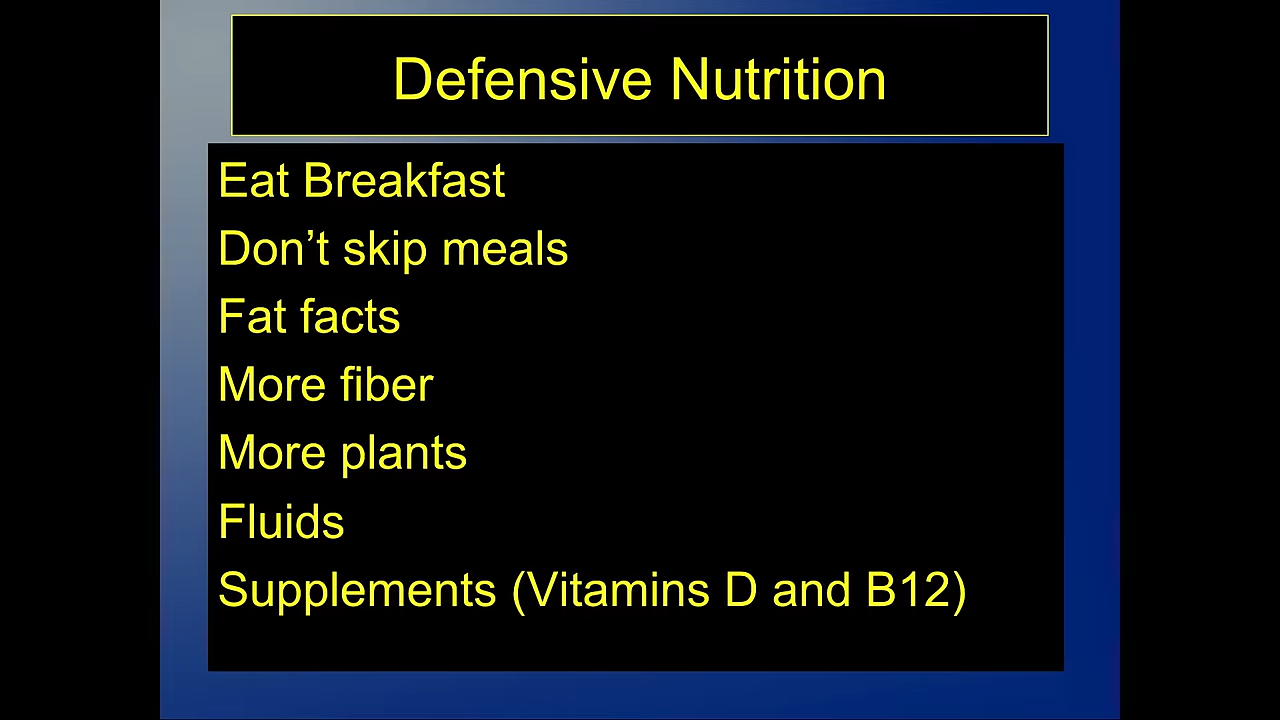 Defensive Nutrition
Eat Breakfast
Don’t skip meals
Fat facts
More fiber
More plants
Fluids
Supplements (Vitamins D and B12)